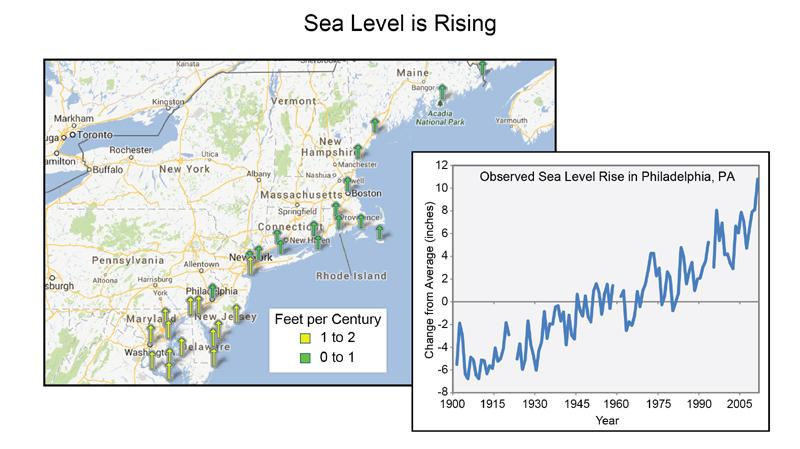 Sea Level is Rising
Kanata
Maine
Bangor
Acadia
National Park
Yarmouth
Vermont
Kingston
Markham
Toronto
New
Hampshire
Rochester
Utica
Manchester
Buffalo
New York
Albany
Nashua
Boston
Massachusetts
Springfield
Providence
New Haven
Pennsylvania
Allentown
New York
Altoona
Harrisburg
Rhode Island
Philadelphia
Maryland
New Jersey
Feet per Century
1 to 2
0 to 1
Observed Sea Level Rise in Philadelphia, PA
Change from Average (inches)
12
10
8
6
4
2
0
-2
-4
-6
-8
1900
1915
1930
1945
1960
1975
1990
2005
Year